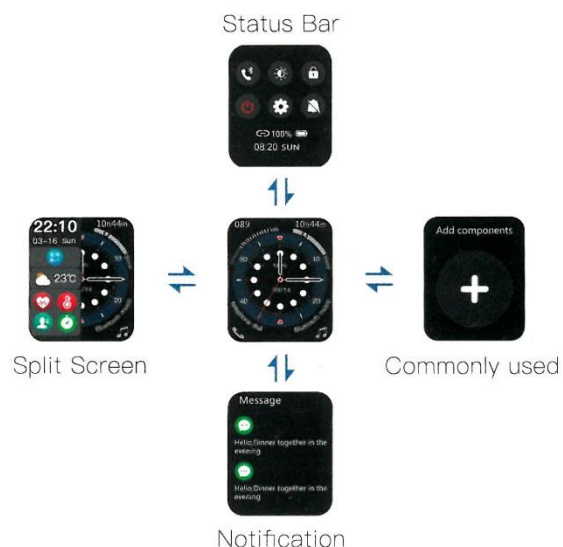 Status Bar
100%
08:20 SUN
22:10
10h44m
03-16 sun
23℃
Split Screen
089
10h44m
Add components
Commonly used
Message
Hello.Dinner together in the
evening
Hello.Dinner together in the
evening
Notification